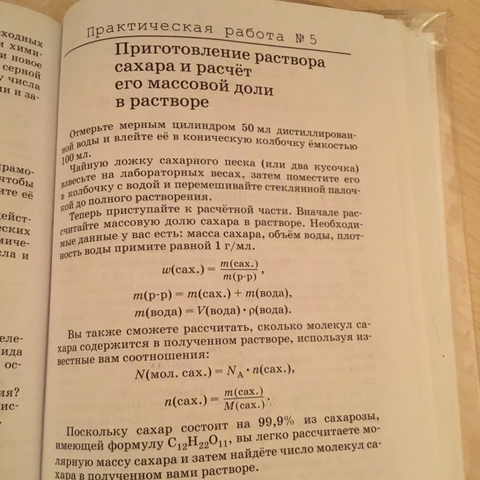 Практическая работа № 5
Приготовление раствора
сахара и расчёт
его массовой доли
в растворе
Отмерьте мерным цилиндром 50 мл дистиллирован-
ной воды и влейте её в коническую колбочку ёмкостью
100 мл.
Чайную ложку сахарного песка (или два кусочка)
взвесьте на лабораторных весах, затем поместите его
в колбочку с водой и перемешивайте стеклянной палоч-
кой до полного растворения.
Теперь приступайте к расчётной части. Вначале рас-
считайте массовую долю сахара в растворе. Необходи-
мые данные у вас есть: масса сахара, объём воды, плот-
ность воды примите равной 1 г/мл.
w(сах.) = m(сах.)/m(р-р),
m(р-р) = m(сах.) + m(вода),
m(вода) = V(вода) · ρ(вода).
Вы также сможете рассчитать, сколько молекул са-
хара содержится в полученном растворе, используя из-
вестные вам соотношения:
N(мол. сах.) = N_A · n(сах.),
n(сах.) = m(сах.)/M(сах.).
Поскольку сахар состоит на 99,9% из сахарозы,
имеющей формулу C₁₂H₂₂O₁₁, вы легко рассчитаете мо-
лярную массу сахара и затем найдёте число молекул са-
хара в полученном вами растворе.